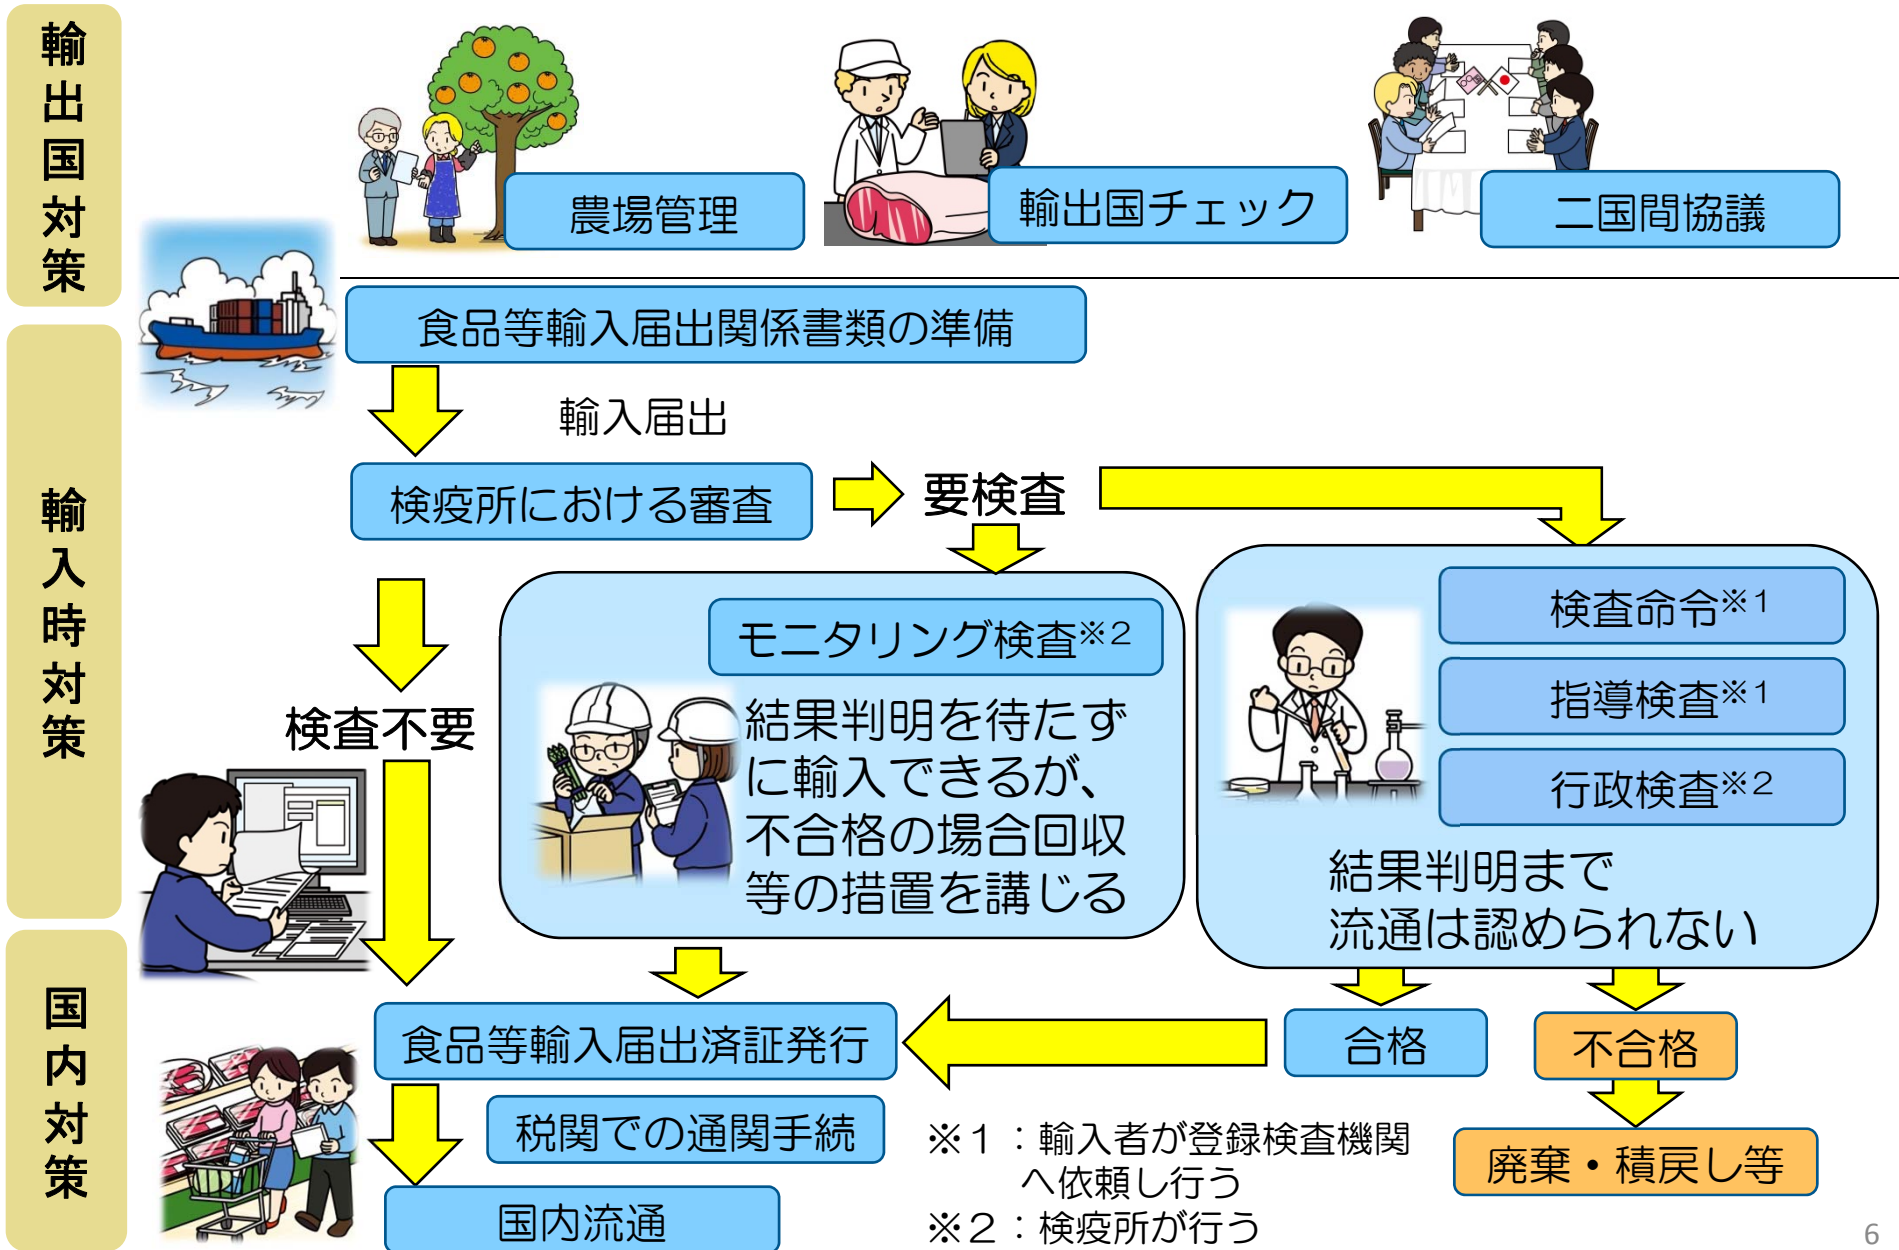 輸出国対策
農場管理
輸出国チェック
二国間協議
輸入時対策
食品等輸入届出関係書類の準備
輸入届出
検疫所における審査
要検査
検査不要
モニタリング検査※2
結果判明を待たず
に輸入できるが、
不合格の場合回収
等の措置を講じる
検査命令※1
指導検査※1
行政検査※2
結果判明まで
流通は認められない
国内対策
食品等輸入届出済証発行
合格
不合格
税関での通関手続
廃棄・積戻し等
国内流通
※1：輸入者が登録検査機関
へ依頼し行う
※2：検疫所が行う
6